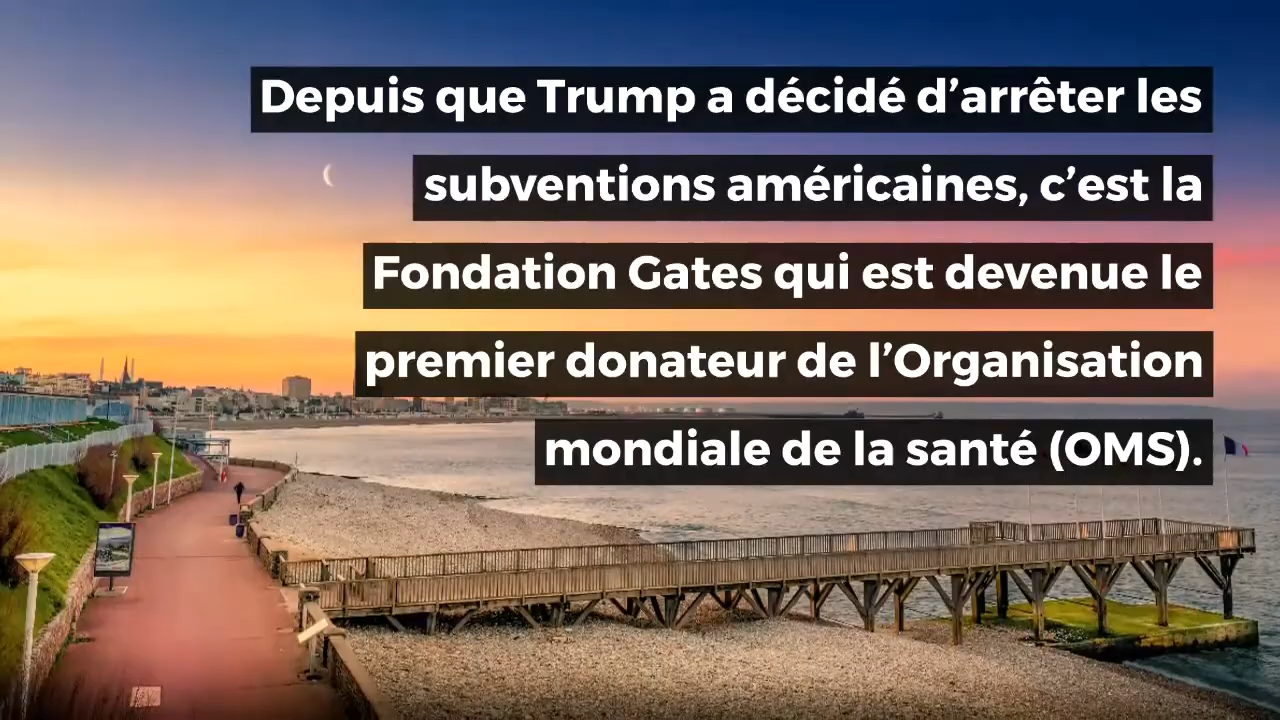 Depuis que Trump a décidé d’arrêter les
subventions américaines, c’est la
Fondation Gates qui est devenue le
premier donateur de l’Organisation
mondiale de la santé (OMS).